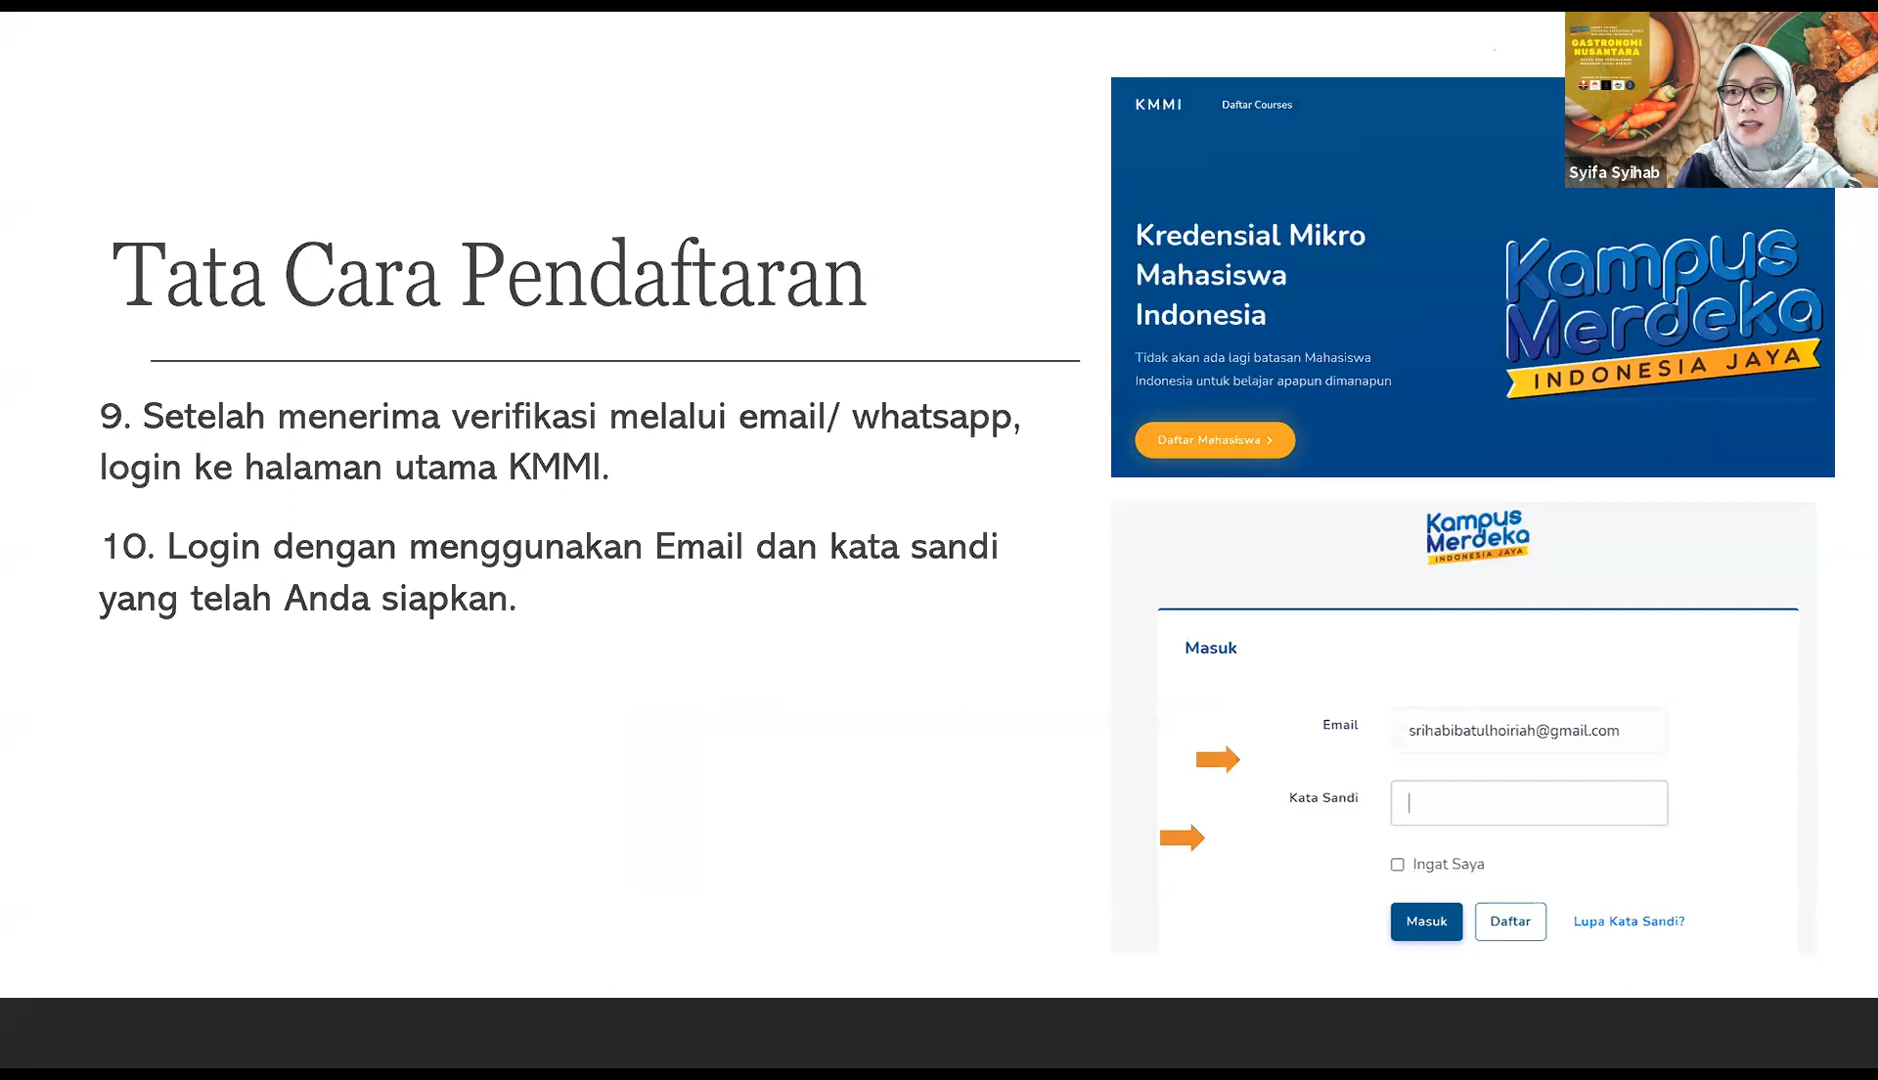 Tata Cara Pendaftaran
9. Setelah menerima verifikasi melalui email/ whatsapp,
login ke halaman utama KMMI.
10. Login dengan menggunakan Email dan kata sandi
yang telah Anda siapkan.
KMMI
Daftar Courses
Kredensial Mikro
Mahasiswa
Indonesia
Tidak akan ada lagi batasan Mahasiswa
Indonesia untuk belajar apapun dimanapun
Daftar Mahasiswa >
Kampus
Merdeka
INDONESIA JAYA
GASTRONOMI
NUSANTARA
Syifa Syihab
Kampus
Merdeka
INDONESIA JAYA
Masuk
Email
srihabibatulhoiriah@gmail.com
Kata Sandi
Ingat Saya
Masuk
Daftar
Lupa Kata Sandi?